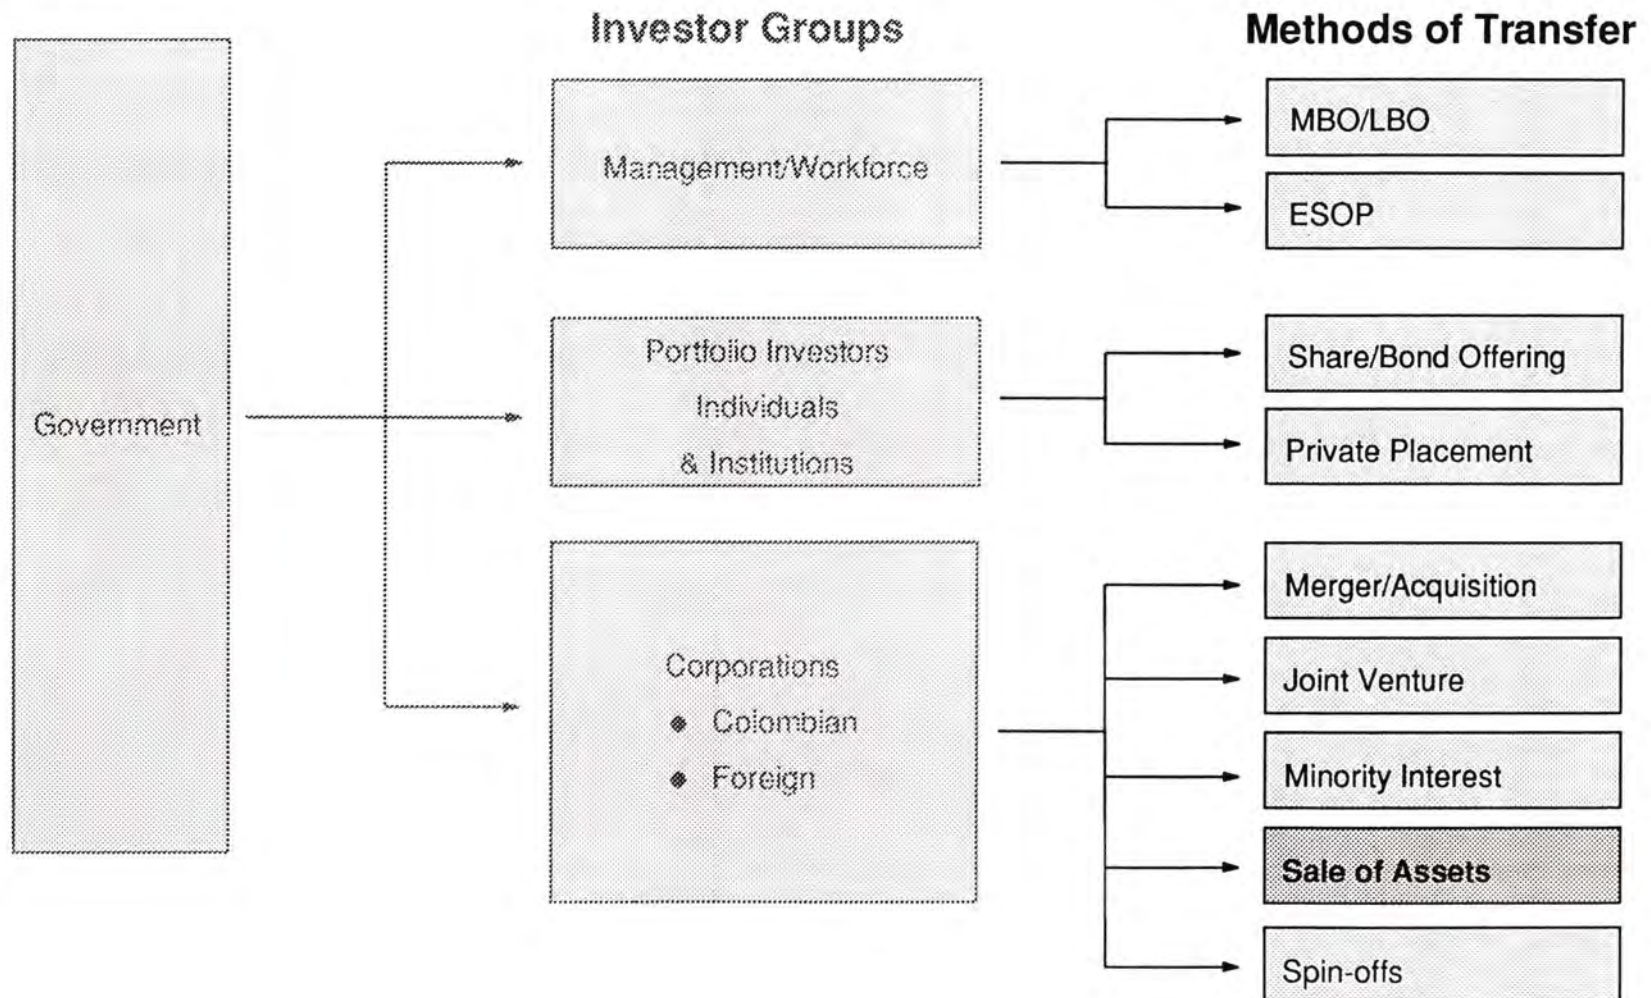 Investor Groups
Methods of Transfer
Government
Management/Workforce
MBO/LBO
ESOP
Portfolio Investors
Individuals
& Institutions
Share/Bond Offering
Private Placement
Corporations
● Colombian
● Foreign
Merger/Acquisition
Joint Venture
Minority Interest
Sale of Assets
Spin-offs